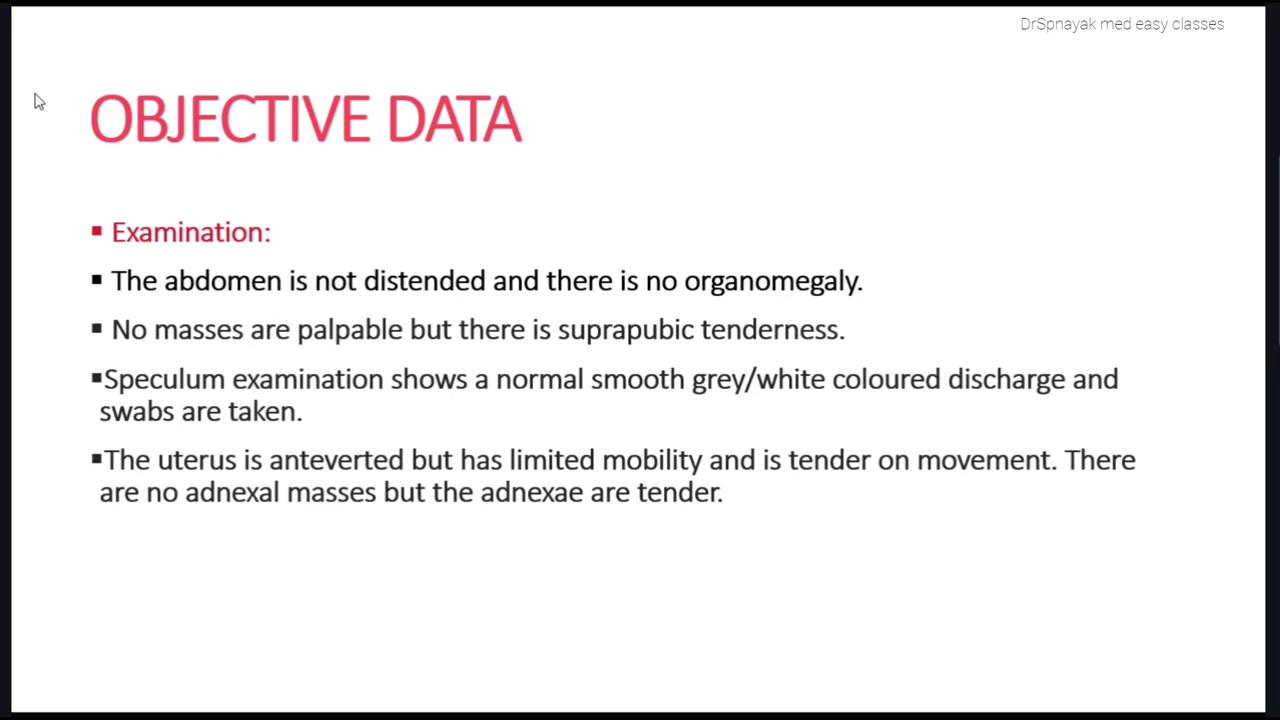 DrSpnayak med easy classes
OBJECTIVE DATA
▪ Examination:
▪ The abdomen is not distended and there is no organomegaly.
▪ No masses are palpable but there is suprapubic tenderness.
▪Speculum examination shows a normal smooth grey/white coloured discharge and
swabs are taken.
▪The uterus is anteverted but has limited mobility and is tender on movement. There
are no adnexal masses but the adnexae are tender.